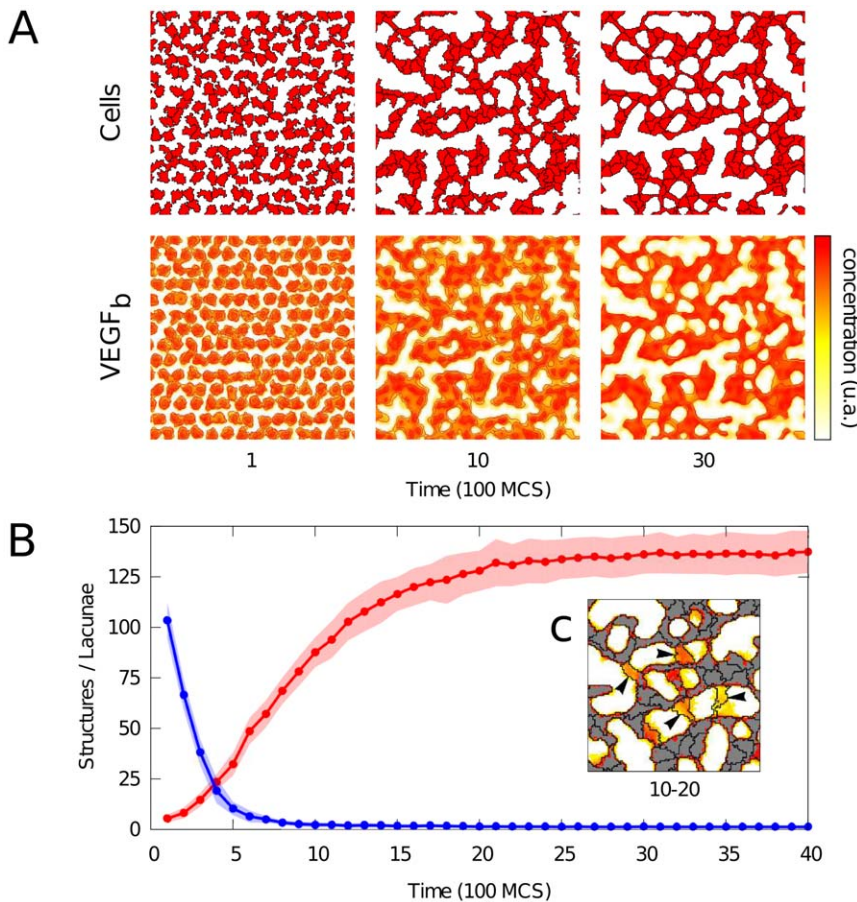 A
Cells
VEGFb
concentration (u.a.)
1 10 30
Time (100 MCS)
B
Structures / Lacunae
150
125
100
75
50
25
0
C
10-20
0 5 10 15 20 25 30 35 40
Time (100 MCS)